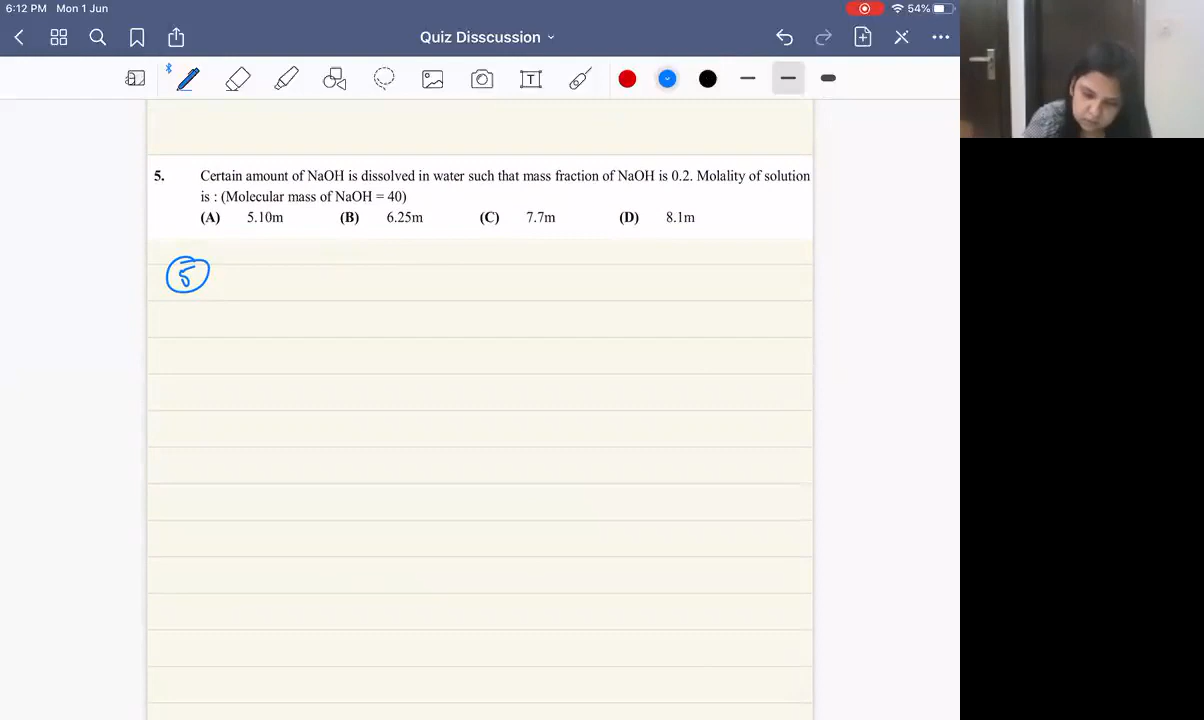 6:12 PM Mon 1 Jun
54%
Quiz Disscussion
T
5. Certain amount of NaOH is dissolved in water such that mass fraction of NaOH is 0.2. Molality of solution
is : (Molecular mass of NaOH = 40)
(A) 5.10m (B) 6.25m (C) 7.7m (D) 8.1m
5